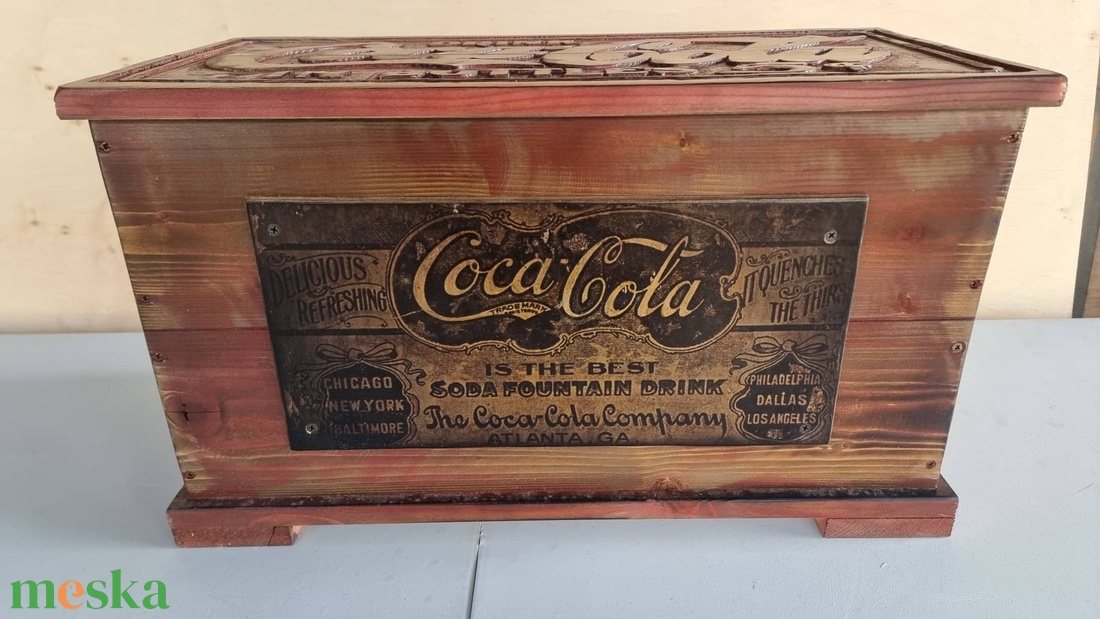 Coca-Cola
TRADE MARK
DELICIOUS
REFRESHING
IT QUENCHES
THE THIRST
IS THE BEST
SODA FOUNTAIN DRINK
The Coca-Cola Company
ATLANTA, GA.
CHICAGO
NEW YORK
BALTIMORE
PHILADELPHIA
DALLAS
LOS ANGELES
meska